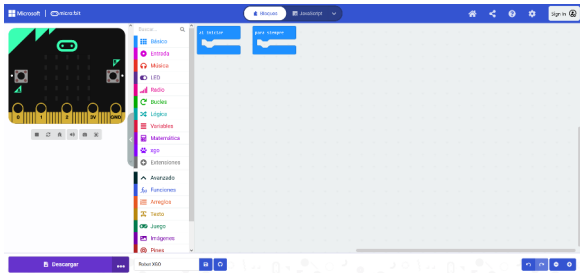 Microsoft
micro:bit
Bloques
JavaScript
Sign In
Buscar...
Básico
Entrada
Música
LED
Radio
Bucles
Lógica
Variables
Matemática
xgo
Extensiones
Avanzado
Funciones
Arreglos
Texto
Juego
Imágenes
Pines
al iniciar
para siempre
0 1 2 3V GND
Descargar
Robot XGO